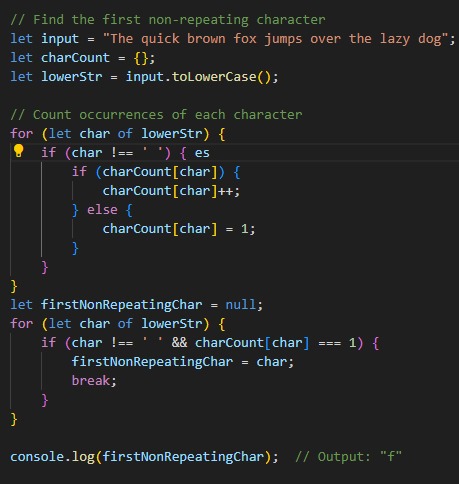 // Find the first non-repeating character
let input = "The quick brown fox jumps over the lazy dog";
let charCount = {};
let lowerStr = input.toLowerCase();

// Count occurrences of each character
for (let char of lowerStr) {
    if (char !== ' ') { es
        if (charCount[char]) {
            charCount[char]++;
        } else {
            charCount[char] = 1;
        }
    }
}
let firstNonRepeatingChar = null;
for (let char of lowerStr) {
    if (char !== ' ' && charCount[char] === 1) {
        firstNonRepeatingChar = char;
        break;
    }
}

console.log(firstNonRepeatingChar);  // Output: "f"